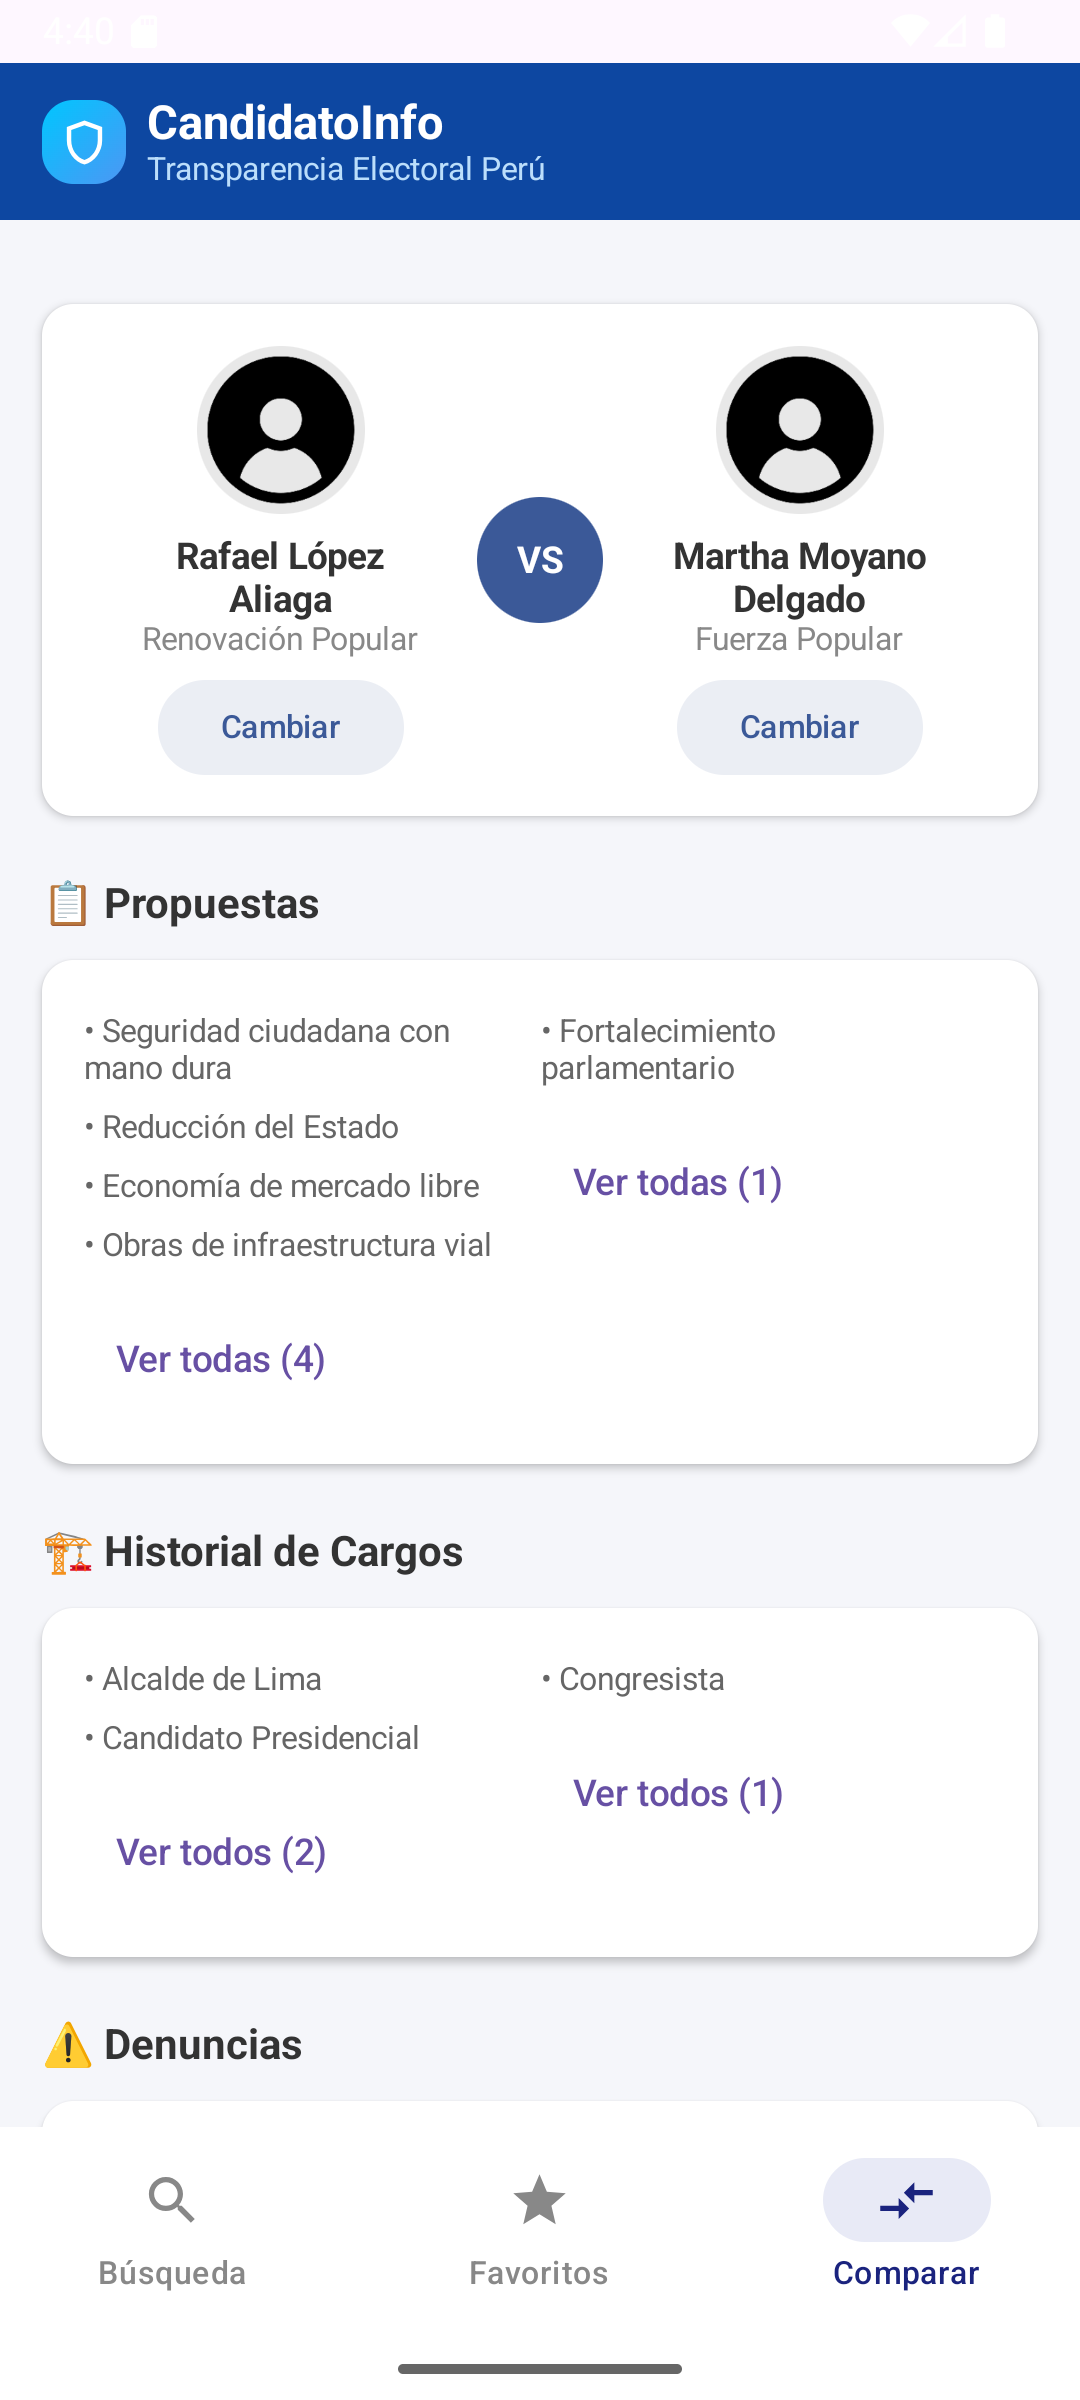 4:40
CandidatoInfo
Transparencia Electoral Perú
Rafael López
Aliaga
Renovación Popular
Cambiar
VS
Martha Moyano
Delgado
Fuerza Popular
Cambiar
📋 Propuestas
• Seguridad ciudadana con
mano dura
• Reducción del Estado
• Economía de mercado libre
• Obras de infraestructura vial
Ver todas (4)
• Fortalecimiento
parlamentario
Ver todas (1)
🏗️ Historial de Cargos
• Alcalde de Lima
• Candidato Presidencial
Ver todos (2)
• Congresista
Ver todos (1)
⚠️ Denuncias
Búsqueda
Favoritos
Comparar